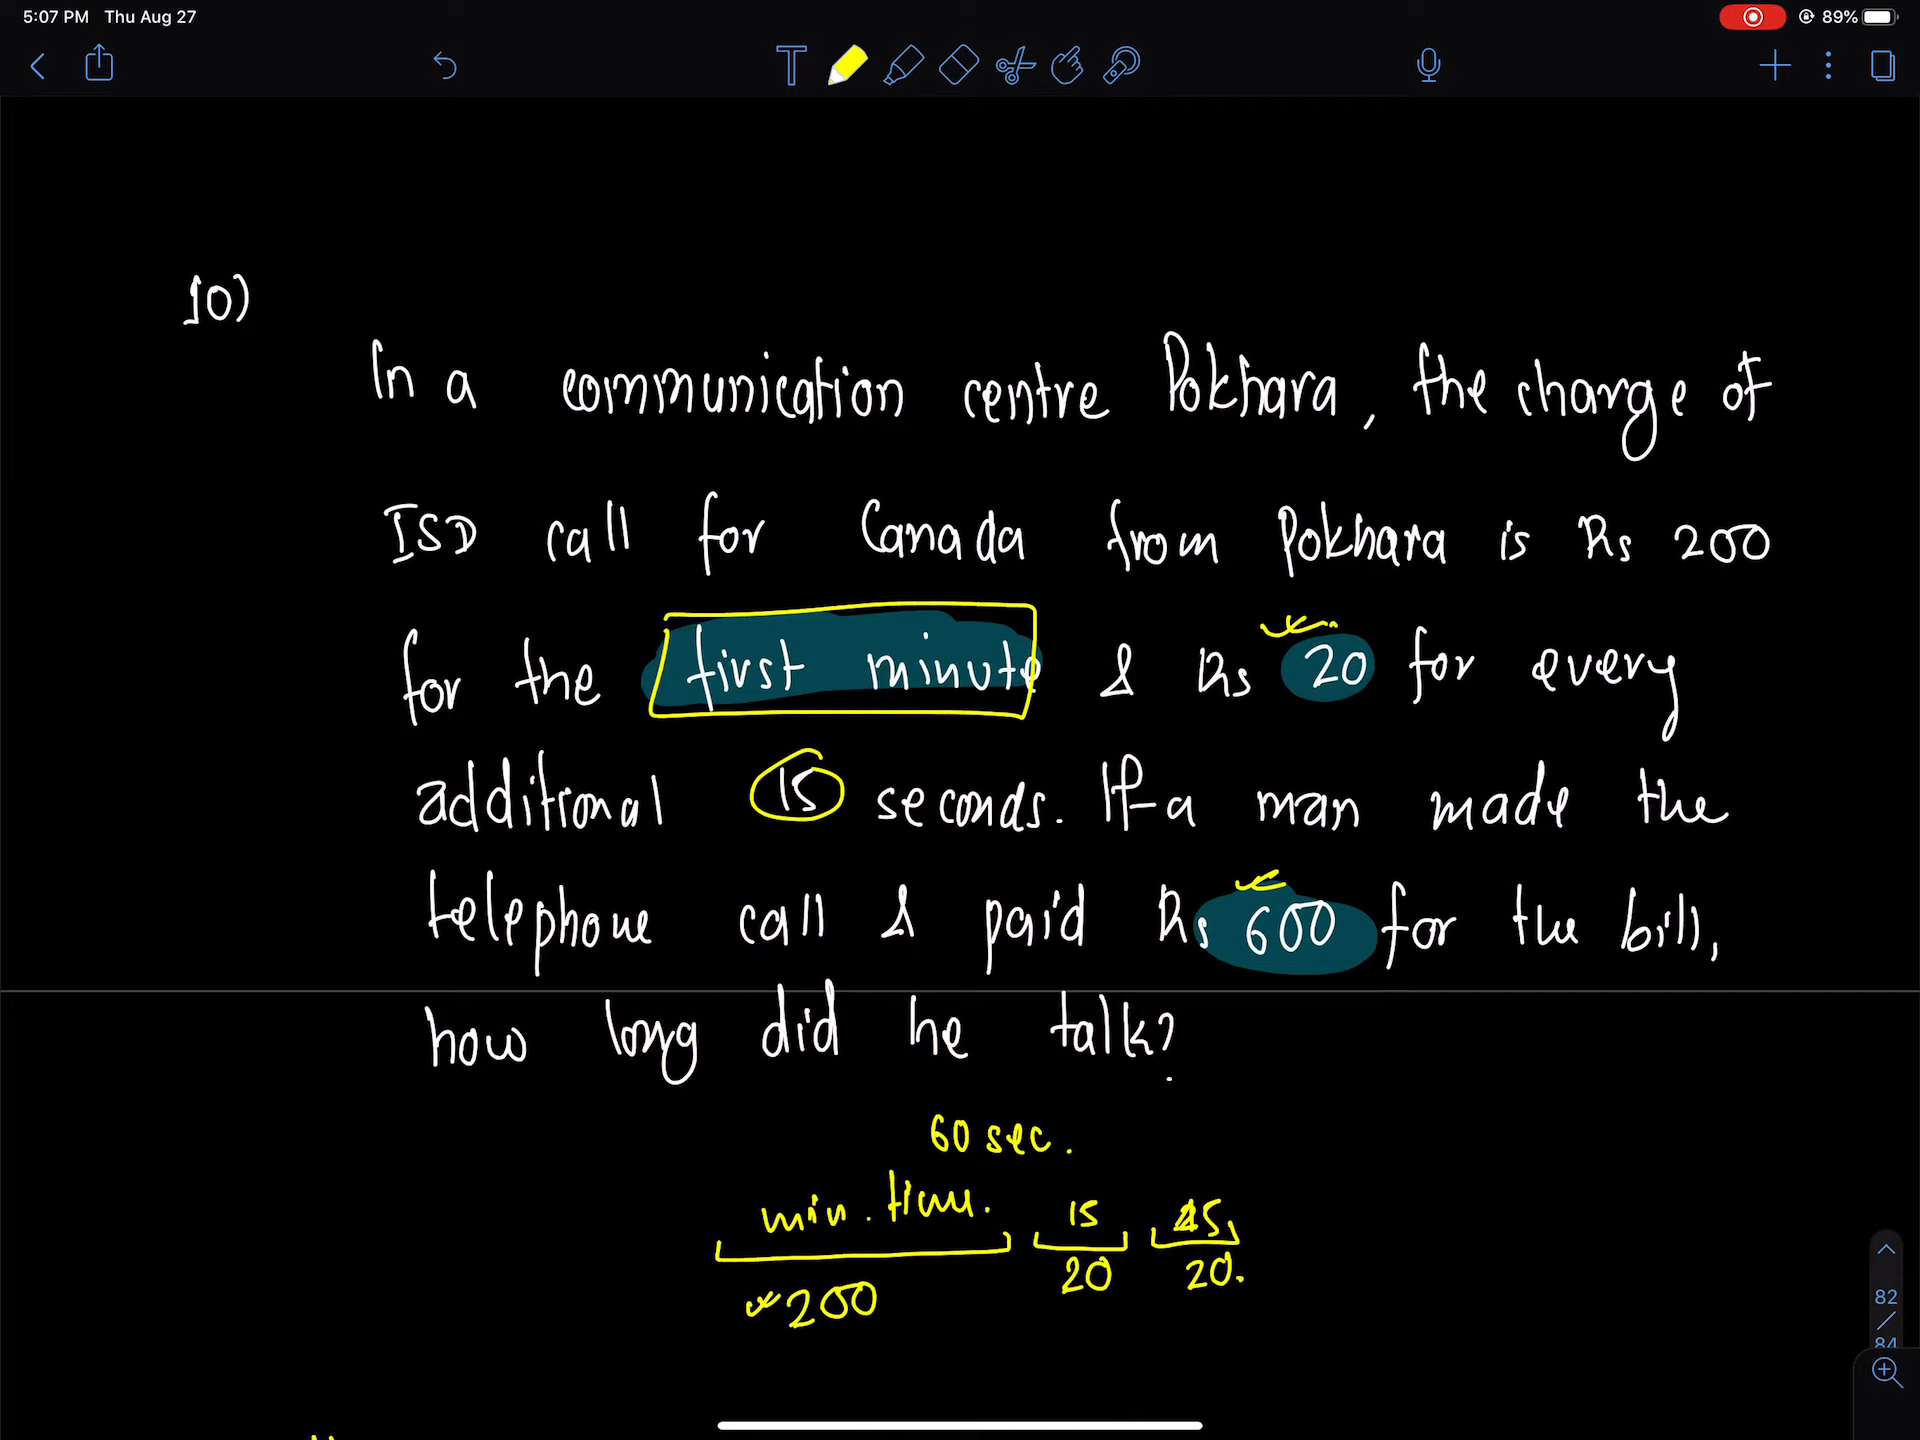 5:07 PM Thu Aug 27
89%
10)
In a communication centre Pokhara, the charge of
ISD call for Canada from Pokhara is Rs 200
for the first minute & Rs 20 for every
additional 15 seconds. If a man made the
telephone call & paid Rs 600 for the bill,
how long did he talk?
60 sec.
min. time. 15 15
200 20 20.
82
/
84